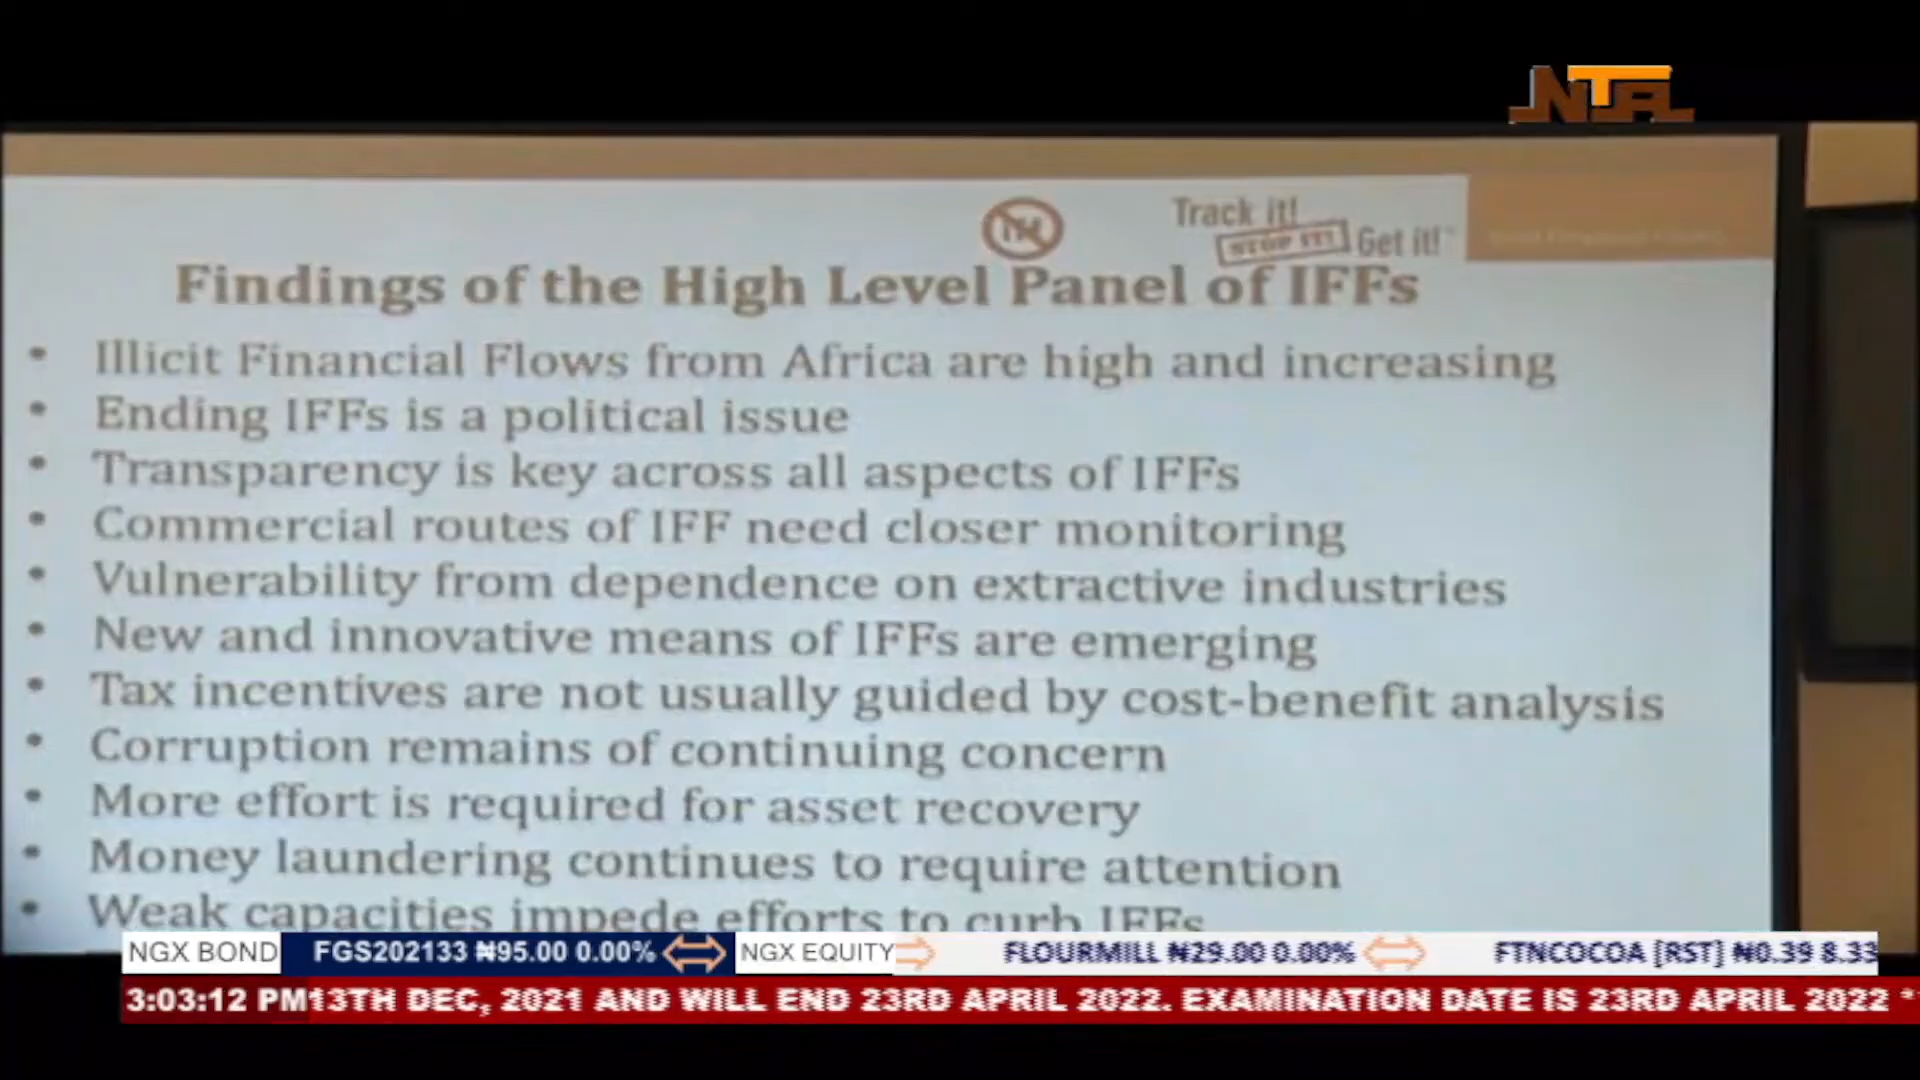 NTA
Track it!
STOP IT! Get it!
Findings of the High Level Panel of IFFs
• Illicit Financial Flows from Africa are high and increasing
• Ending IFFs is a political issue
• Transparency is key across all aspects of IFFs
• Commercial routes of IFF need closer monitoring
• Vulnerability from dependence on extractive industries
• New and innovative means of IFFs are emerging
• Tax incentives are not usually guided by cost-benefit analysis
• Corruption remains of continuing concern
• More effort is required for asset recovery
• Money laundering continues to require attention
• Weak capacities impede efforts to curb IFFs
NGX BOND FGS202133 ₦95.00 0.00% NGX EQUITY FLOURMILL ₦29.00 0.00% FTNCOCOA [RST] ₦0.39 8.33
3:03:12 PM 13TH DEC, 2021 AND WILL END 23RD APRIL 2022. EXAMINATION DATE IS 23RD APRIL 2022 *